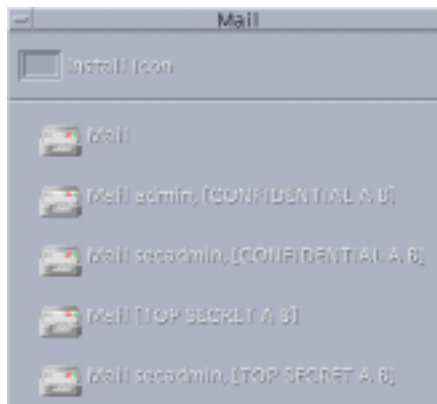 Mail
Install Icon
Mail
Mail admin, [CONFIDENTIAL A B]
Mail secadmin, [CONFIDENTIAL A B]
Mail [TOP SECRET A B]
Mail secadmin, [TOP SECRET A B]